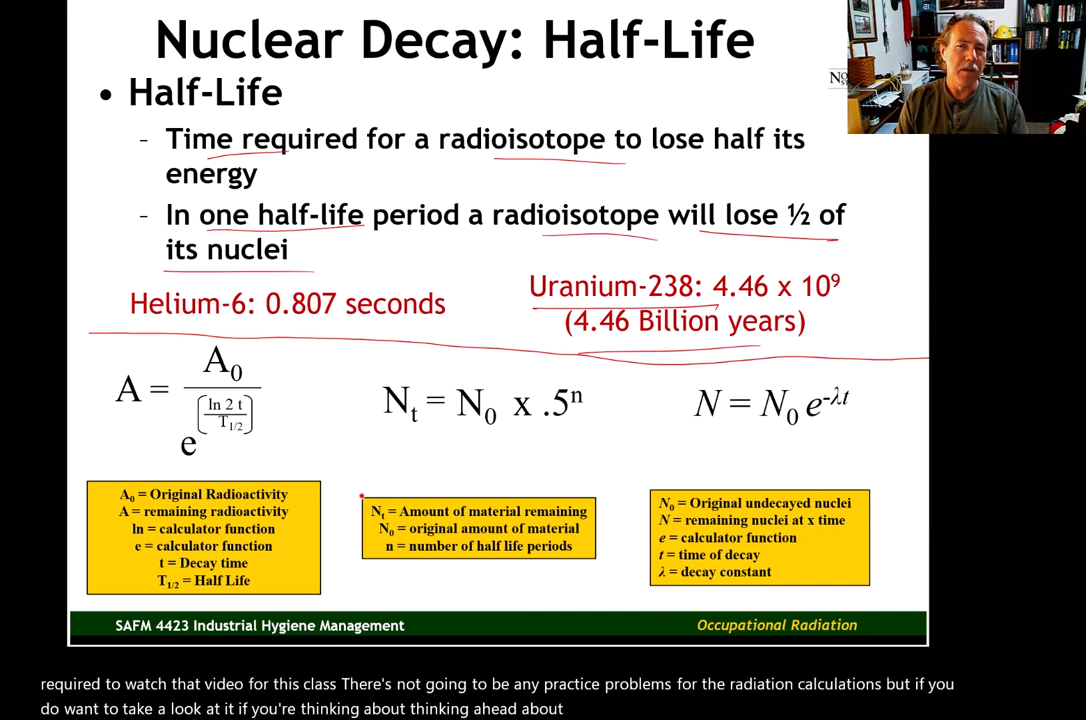 Nuclear Decay: Half-Life
• Half-Life
- Time required for a radioisotope to lose half its
energy
- In one half-life period a radioisotope will lose ½ of
its nuclei
Helium-6: 0.807 seconds
Uranium-238: 4.46 x 10⁹
(4.46 Billion years)
A = A₀ / e^[ln 2 t / T₁/₂]
Nₜ = N₀ x .5ⁿ
N = N₀ e^-λt
A₀ = Original Radioactivity
A = remaining radioactivity
ln = calculator function
e = calculator function
t = Decay time
T₁/₂ = Half Life
Nₜ = Amount of material remaining
N₀ = original amount of material
n = number of half life periods
N₀ = Original undecayed nuclei
N = remaining nuclei at x time
e = calculator function
t = time of decay
λ = decay constant
SAFM 4423 Industrial Hygiene Management
Occupational Radiation
required to watch that video for this class There's not going to be any practice problems for the radiation calculations but if you
do want to take a look at it if you're thinking about thinking ahead about